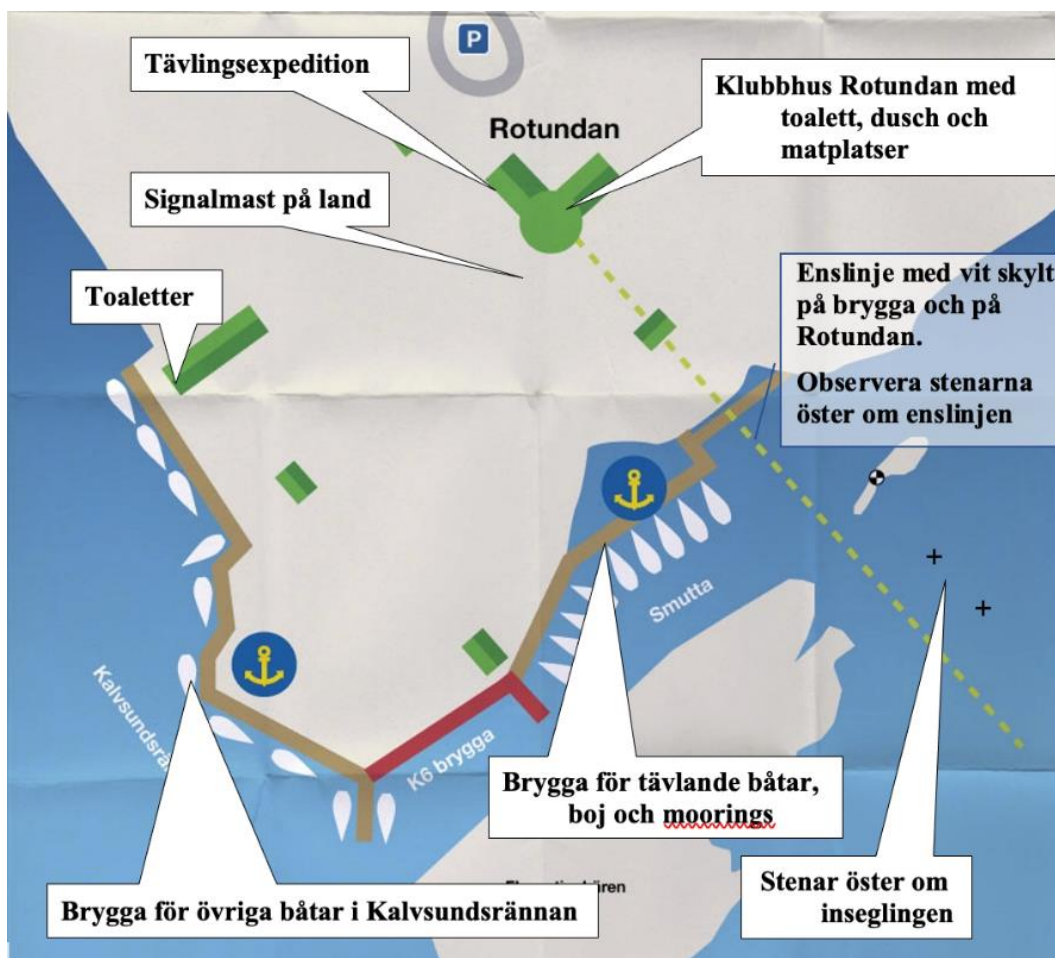 P
Tävlingsexpedition
Klubbhus Rotundan med
toalett, dusch och
matplatser
Rotundan
Signalmast på land
Enslinje med vit skylt
på brygga och på
Rotundan.
Observera stenarna
öster om enslinjen
Toaletter
Smutta
K6 brygga
Brygga för tävlande båtar,
boj och moorings
Stenar öster om
inseglingen
Brygga för övriga båtar i Kalvsundsrännan